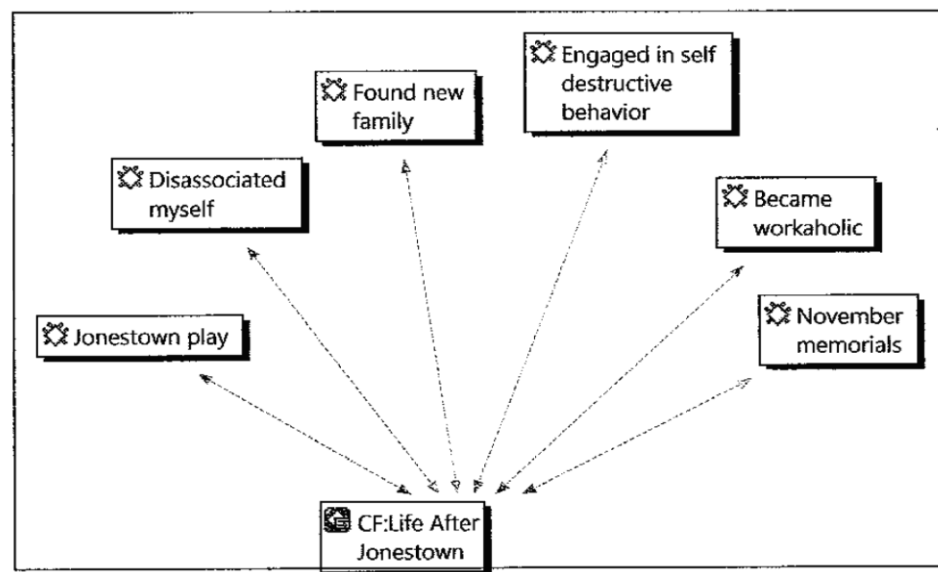 Engaged in self
destructive
behavior
Found new
family
Disassociated
myself
Became
workaholic
November
memorials
Jonestown play
CF:Life After
Jonestown